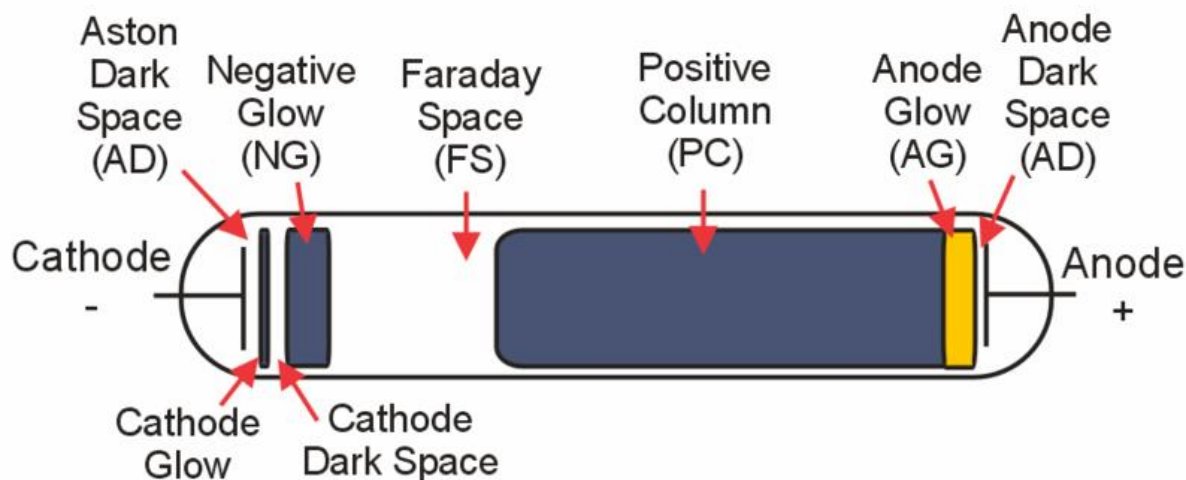 Aston
Dark
Space
(AD)
Negative
Glow
(NG)
Faraday
Space
(FS)
Positive
Column
(PC)
Anode
Glow
(AG)
Anode
Dark
Space
(AD)
Cathode
-
Anode
+
Cathode
Glow
Cathode
Dark Space